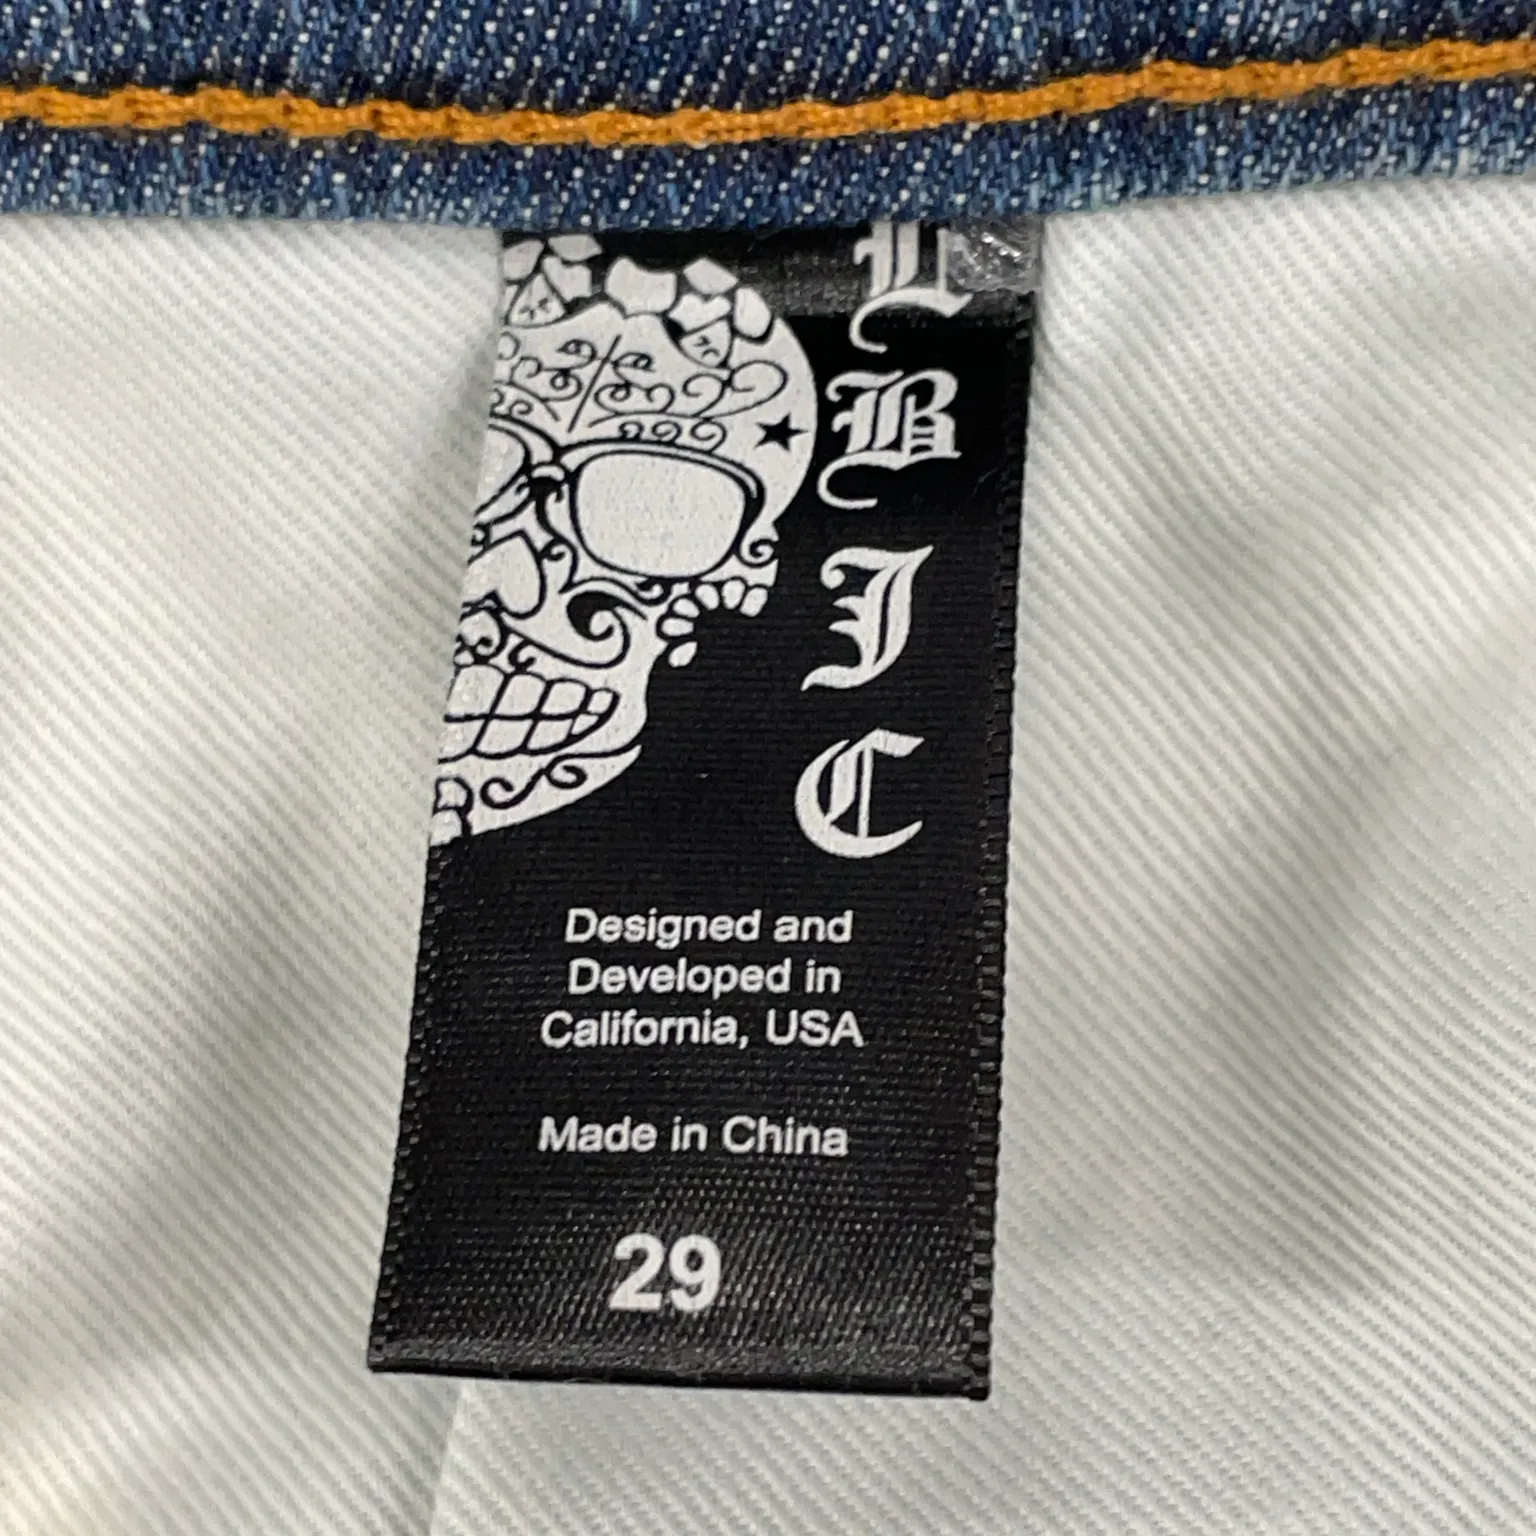 L
B
J
C
Designed and
Developed in
California, USA
Made in China
29